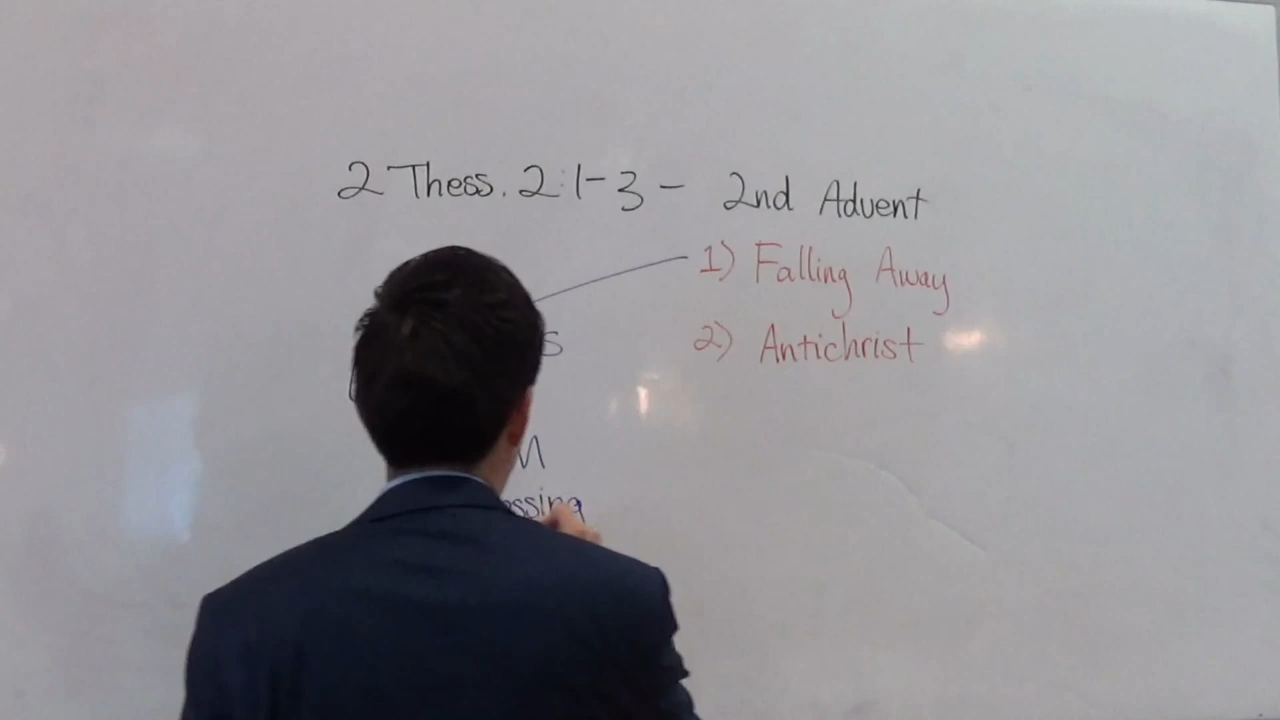 2 Thess. 2:1-3 - 2nd Advent
1) Falling Away
2) Antichrist